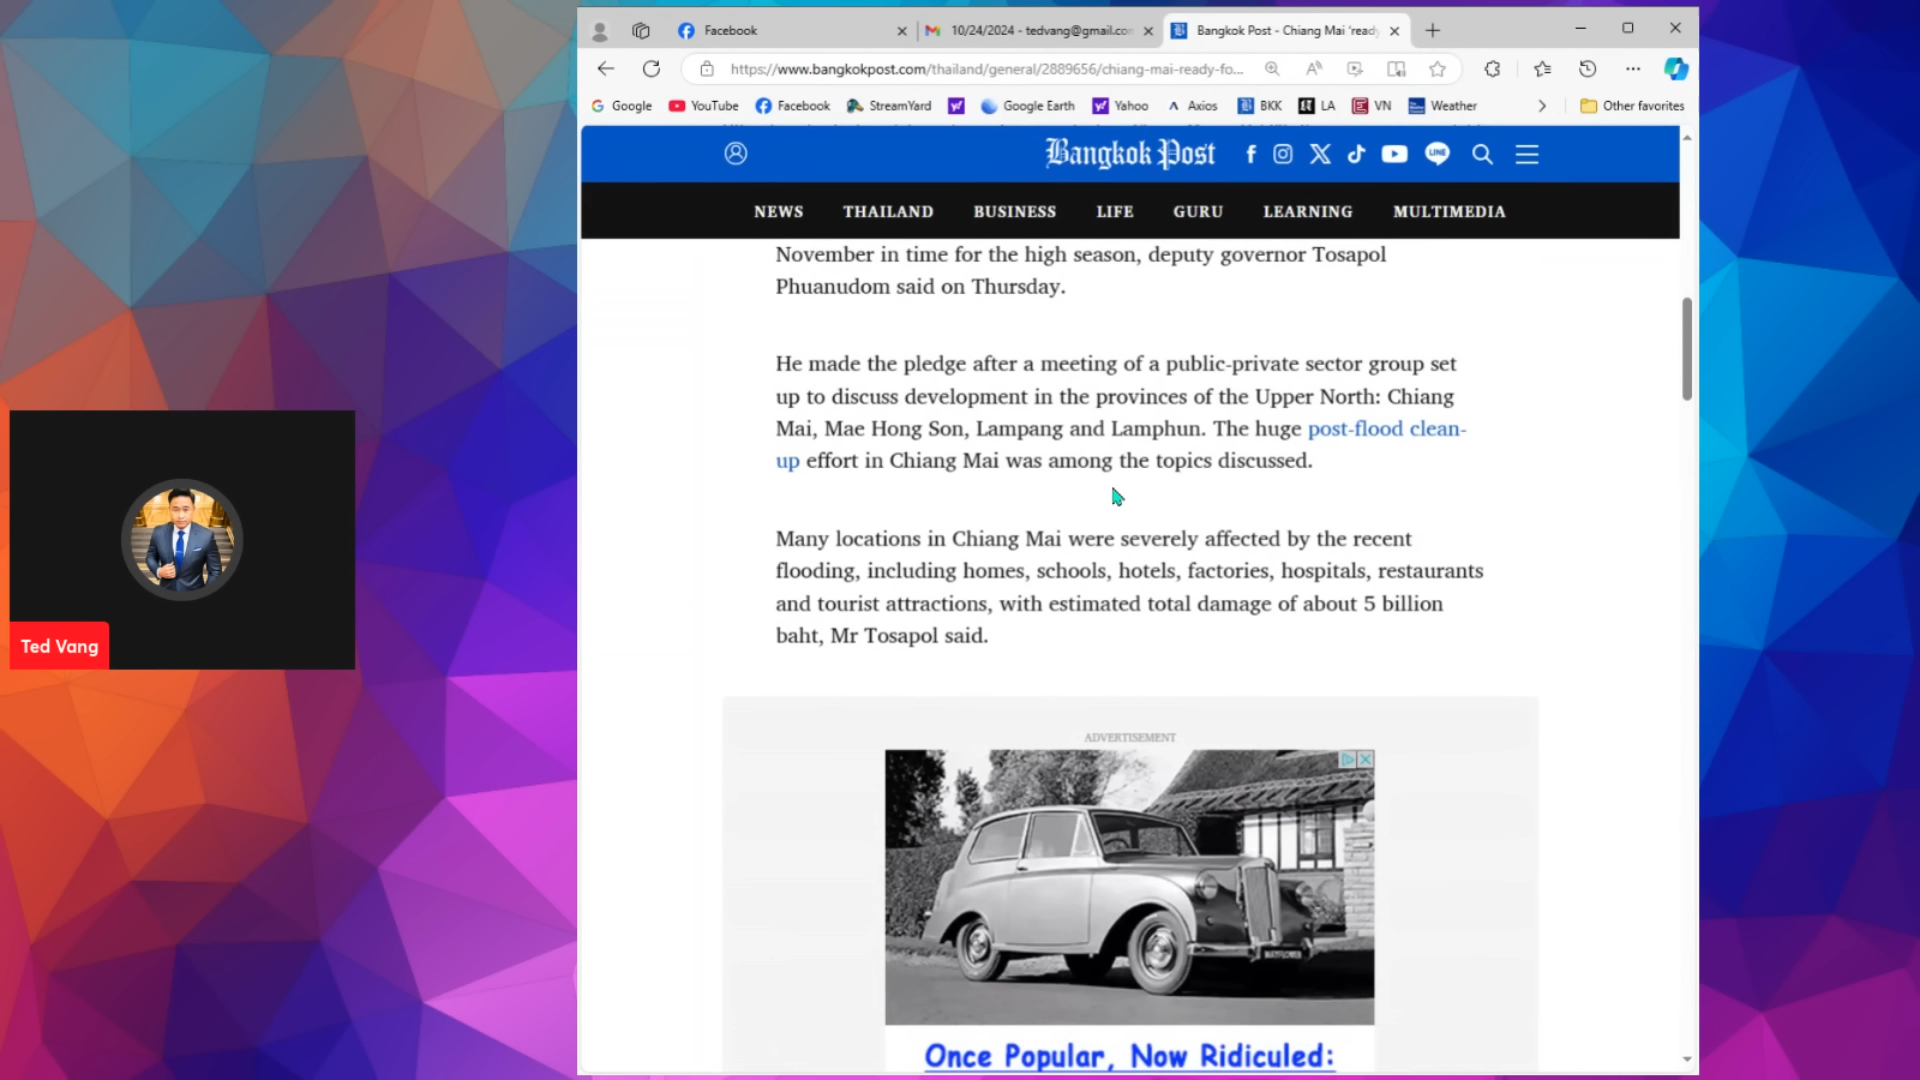 Facebook
10/24/2024 - tedvang@gmail.co
Bangkok Post - Chiang Mai 'read
https://www.bangkokpost.com/thailand/general/2889656/chiang-mai-ready-fo...
Google YouTube Facebook StreamYard Google Earth Yahoo Axios BKK LA VN Weather Other favorites
Bangkok Post
NEWS THAILAND BUSINESS LIFE GURU LEARNING MULTIMEDIA
November in time for the high season, deputy governor Tosapol
Phuanudom said on Thursday.
He made the pledge after a meeting of a public-private sector group set
up to discuss development in the provinces of the Upper North: Chiang
Mai, Mae Hong Son, Lampang and Lamphun. The huge post-flood clean-
up effort in Chiang Mai was among the topics discussed.
Many locations in Chiang Mai were severely affected by the recent
flooding, including homes, schools, hotels, factories, hospitals, restaurants
and tourist attractions, with estimated total damage of about 5 billion
baht, Mr Tosapol said.
ADVERTISEMENT
Once Popular, Now Ridiculed:
Ted Vang